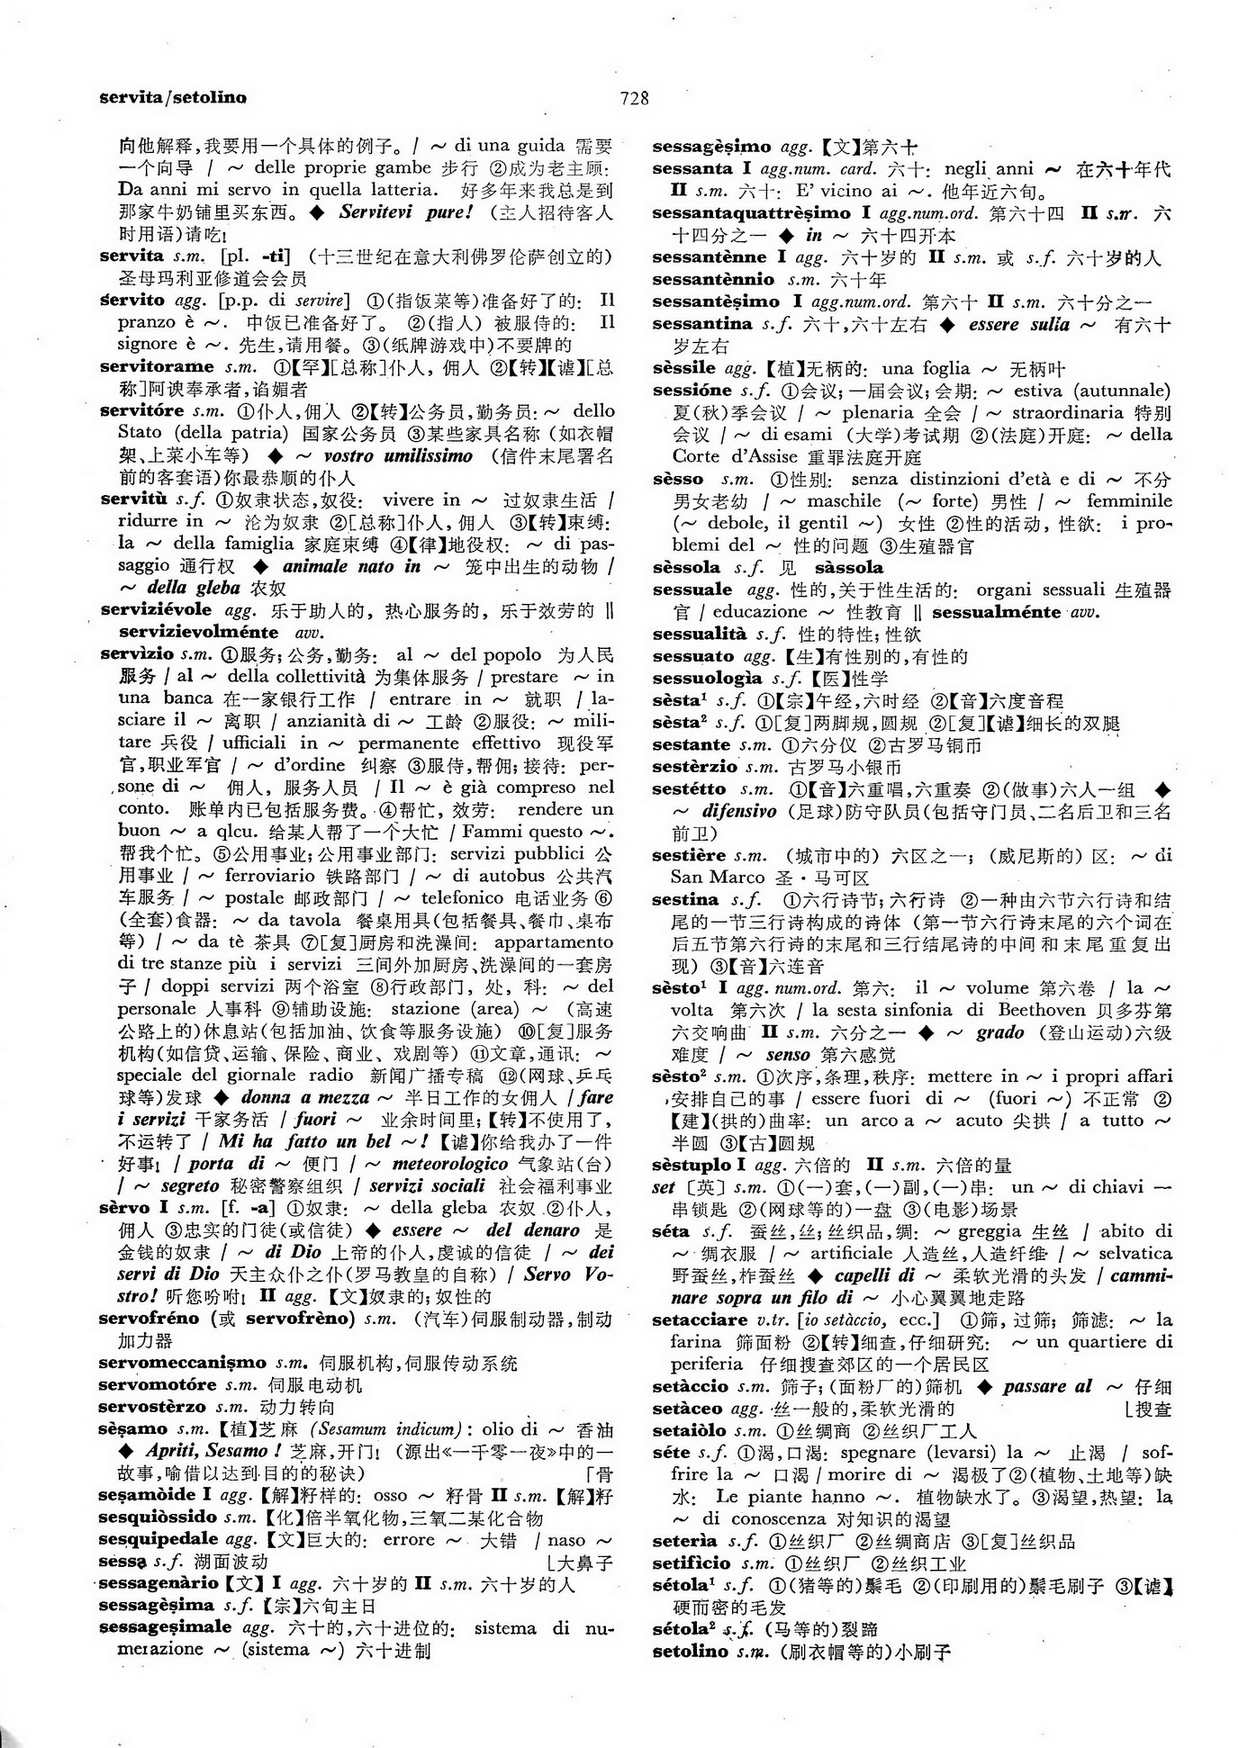 servita/setolino
728
向他解释,我要用一个具体的例子。/ ~ di una guida 需要
一个向导 / ~ delle proprie gambe 步行 ②成为老主顾:
Da anni mi servo in quella latteria. 好多年来我总是到
那家牛奶铺里买东西。◆ Servitevi pure! (主人招待客人
时用语)请吃!
servita s.m. [pl. -ti] (十三世纪在意大利佛罗伦萨创立的)
圣母玛利亚修道会会员
servito agg. [p.p. di servire] ①(指饭菜等)准备好了的: Il
pranzo è ~. 中饭已准备好了。 ②(指人) 被服侍的: Il
signore è ~. 先生,请用餐。③(纸牌游戏中)不要牌的
servitorame s.m. ①【罕】[总称]仆人, 佣人 ②【转】【谑】[总
称]阿谀奉承者,谄媚者
servitóre s.m. ①仆人,佣人 ②【转】公务员,勤务员: ~ dello
Stato (della patria) 国家公务员 ③某些家具名称 (如衣帽
架、上菜小车等) ◆ ~ vostro umilissimo (信件末尾署名
前的客套语)你最恭顺的仆人
servitù s.f. ①奴隶状态,奴役: vivere in ~ 过奴隶生活 /
ridurre in ~ 沦为奴隶 ②[总称]仆人, 佣人 ③【转】束缚:
la ~ della famiglia 家庭束缚 ④【律】地役权: ~ di pas-
saggio 通行权 ◆ animale nato in ~ 笼中出生的动物 /
~ della gleba 农奴
serviziévole agg. 乐于助人的, 热心服务的, 乐于效劳的 ‖
servizievolménte avv.
servìzio s.m. ①服务; 公务,勤务: al ~ del popolo 为人民
服务 / al ~ della collettività 为集体服务 / prestare ~ in
una banca 在一家银行工作 / entrare in ~ 就职 / la-
sciare il ~ 离职 / anzianità di ~ 工龄 ②服役: ~ mili-
tare 兵役 / ufficiali in ~ permanente effettivo 现役军
官,职业军官 / ~ d'ordine 纠察 ③服侍,帮佣; 接待: per-
sone di ~ 佣人, 服务人员 / Il ~ è già compreso nel
conto. 账单内已包括服务费。④帮忙, 效劳: rendere un
buon ~ a qlcu. 给某人帮了一个大忙 / Fammi questo ~.
帮我个忙。⑤公用事业; 公用事业部门: servizi pubblici 公
用事业 / ~ ferroviario 铁路部门 / ~ di autobus 公共汽
车服务 / ~ postale 邮政部门 / ~ telefonico 电话业务 ⑥
(全套)食器: ~ da tavola 餐桌用具(包括餐具、餐巾、桌布
等) / ~ da tè 茶具 ⑦[复]厨房和洗澡间: appartamento
di tre stanze più i servizi 三间外加厨房、洗澡间的一套房
子 / doppi servizi 两个浴室 ⑧行政部门, 处, 科: ~ del
personale 人事科 ⑨辅助设施: stazione (area) ~ (高速
公路上的)休息站(包括加油、饮食等服务设施) ⑩[复]服务
机构(如信贷、运输、保险、商业、戏剧等) ⑪文章,通讯: ~
speciale del giornale radio 新闻广播专稿 ⑫(网球、乒乓
球等)发球 ◆ donna a mezza ~ 半日工作的女佣人 / fare
i servizi 干家务活 / fuori ~ 业余时间里;【转】不使用了,
不运转了 / Mi ha fatto un bel ~! 【谑】你给我办了一件
好事! / porta di ~ 便门 / ~ meteorologico 气象站(台)
/ ~ segreto 秘密警察组织 / servizi sociali 社会福利事业
sèrvo I s.m. [f. -a] ①奴隶: ~ della gleba 农奴 ②仆人,
佣人 ③忠实的门徒(或信徒) ◆ essere ~ del denaro 是
金钱的奴隶 / ~ di Dio 上帝的仆人,虔诚的信徒 / ~ dei
servi di Dio 天主众仆之仆(罗马教皇的自称) / Servo Vo-
stro! 听您吩咐! II agg. 【文】奴隶的; 奴性的
servofréno (或 servofrèno) s.m. (汽车)伺服制动器,制动
加力器
servomeccaniṣmo s.m. 伺服机构,伺服传动系统
servomotóre s.m. 伺服电动机
servostèrzo s.m. 动力转向
sèṣamo s.m. 【植】芝麻 (Sesamum indicum) : olio di ~ 香油
◆ Apriti, Sesamo ! 芝麻,开门! (源出《一千零一夜》中的一
故事,喻借以达到目的的秘诀) 「骨
seṣamòide I agg. 【解】籽样的: osso ~ 籽骨 II s.m. 【解】籽
sesquiòssido s.m. 【化】倍半氧化物,三氧二某化合物
sesquipedale agg. 【文】巨大的: errore ~ 大错 / naso ~
sèssa s.f. 湖面波动 ⌊大鼻子
sessagenàrio【文】I agg. 六十岁的 II s.m. 六十岁的人
sessagèṣima s.f. 【宗】六旬主日
sessageṣimale agg. 六十的,六十进位的: sistema di nu-
merazione ~ (sistema ~) 六十进制
sessagèṣimo agg. 【文】第六十
sessanta I agg.num. card. 六十: negli anni ~ 在六十年代
II s.m. 六十: E' vicino ai ~. 他年近六旬。
sessantaquattrèṣimo I agg.num.ord. 第六十四 II s.m. 六
十四分之一 ◆ in ~ 六十四开本
sessantènne I agg. 六十岁的 II s.m. 或 s.f. 六十岁的人
sessantènnio s.m. 六十年
sessantèṣimo I agg.num.ord. 第六十 II s.m. 六十分之一
sessantina s.f. 六十,六十左右 ◆ essere sulla ~ 有六十
岁左右
sèssile agg. 【植】无柄的: una foglia ~ 无柄叶
sessióne s.f. ①会议; 一届会议; 会期: ~ estiva (autunnale)
夏(秋)季会议 / ~ plenaria 全会 / ~ straordinaria 特别
会议 / ~ di esami (大学)考试期 ②(法庭)开庭: ~ della
Corte d'Assise 重罪法庭开庭
sèsso s.m. ①性别: senza distinzioni d'età e di ~ 不分
男女老幼 / ~ maschile (~ forte) 男性 / ~ femminile
(~ debole, il gentil ~) 女性 ②性的活动, 性欲: i pro-
blemi del ~ 性的问题 ③生殖器官
sèssola s.f. 见 sàssola
sessuale agg. 性的,关于性生活的: organi sessuali 生殖器
官 / educazione ~ 性教育 ‖ sessualménte avv.
sessualità s.f. 性的特性; 性欲
sessuato agg. 【生】有性别的,有性的
sessuologìa s.f. 【医】性学
sèsta¹ s.f. ①【宗】午经,六时经 ②【音】六度音程
sèsta² s.f. ①[复]两脚规,圆规 ②[复]【谑】细长的双腿
sestante s.m. ①六分仪 ②古罗马铜币
sestèrzio s.m. 古罗马小银币
sestétto s.m. ①【音】六重唱,六重奏 ②(做事)六人一组 ◆
~ difensivo (足球)防守队员(包括守门员、二名后卫和三名
前卫)
sestière s.m. (城市中的) 六区之一; (威尼斯的) 区: ~ di
San Marco 圣·马可区
sestina s.f. ①六行诗节; 六行诗 ②一种由六节六行诗和结
尾的一节三行诗构成的诗体 (第一节六行诗末尾的六个词在
后五节第六行诗的末尾和三行结尾诗的中间和末尾重复出
现) ③【音】六连音
sèsto¹ I agg. num.ord. 第六: il ~ volume 第六卷 / la ~
volta 第六次 / la sesta sinfonia di Beethoven 贝多芬第
六交响曲 II s.m. 六分之一 ◆ ~ grado (登山运动)六级
难度 / ~ senso 第六感觉
sèsto² s.m. ①次序,条理,秩序: mettere in ~ i propri affari
安排自己的事 / essere fuori di ~ (fuori ~) 不正常 ②
【建】(拱的)曲率: un arco a ~ acuto 尖拱 / a tutto ~
半圆 ③【古】圆规
sèstuplo I agg. 六倍的 II s.m. 六倍的量
set [英] s.m. ①(一)套,(一)副,(一)串: un ~ di chiavi 一
串钥匙 ②(网球等的)一盘 ③(电影)场景
séta s.f. 蚕丝,丝; 丝织品,绸: ~ greggia 生丝 / abito di
~ 绸衣服 / ~ artificiale 人造丝,人造纤维 / ~ selvatica
野蚕丝,柞蚕丝 ◆ capelli di ~ 柔软光滑的头发 / cammi-
nare sopra un filo di ~ 小心翼翼地走路
setacciare v.tr. [io setàccio, ecc.] ①筛, 过筛; 筛滤: ~ la
farina 筛面粉 ②【转】细查,仔细研究: ~ un quartiere di
periferia 仔细搜查郊区的一个居民区
setàccio s.m. 筛子; (面粉厂的)筛机 ◆ passare al ~ 仔细
setàceo agg. 丝一般的,柔软光滑的 ⌊搜查
setaiòlo s.m. ①丝绸商 ②丝织厂工人
séte s.f. ①渴,口渴: spegnare (levarsi) la ~ 止渴 / sof-
frire la ~ 口渴 / morire di ~ 渴极了②(植物、土地等)缺
水: Le piante hanno ~. 植物缺水了。③渴望,热望: la
~ di conoscenza 对知识的渴望
seterìa s.f. ①丝织厂 ②丝绸商店 ③[复]丝织品
setifìcio s.m. ①丝织厂 ②丝织工业
sétola¹ s.f. ①(猪等的)鬃毛 ②(印刷用的)鬃毛刷子 ③【谑】
硬而密的毛发
sétola² s.f. (马等的)裂蹄
setolino s.m. (刷衣帽等的)小刷子